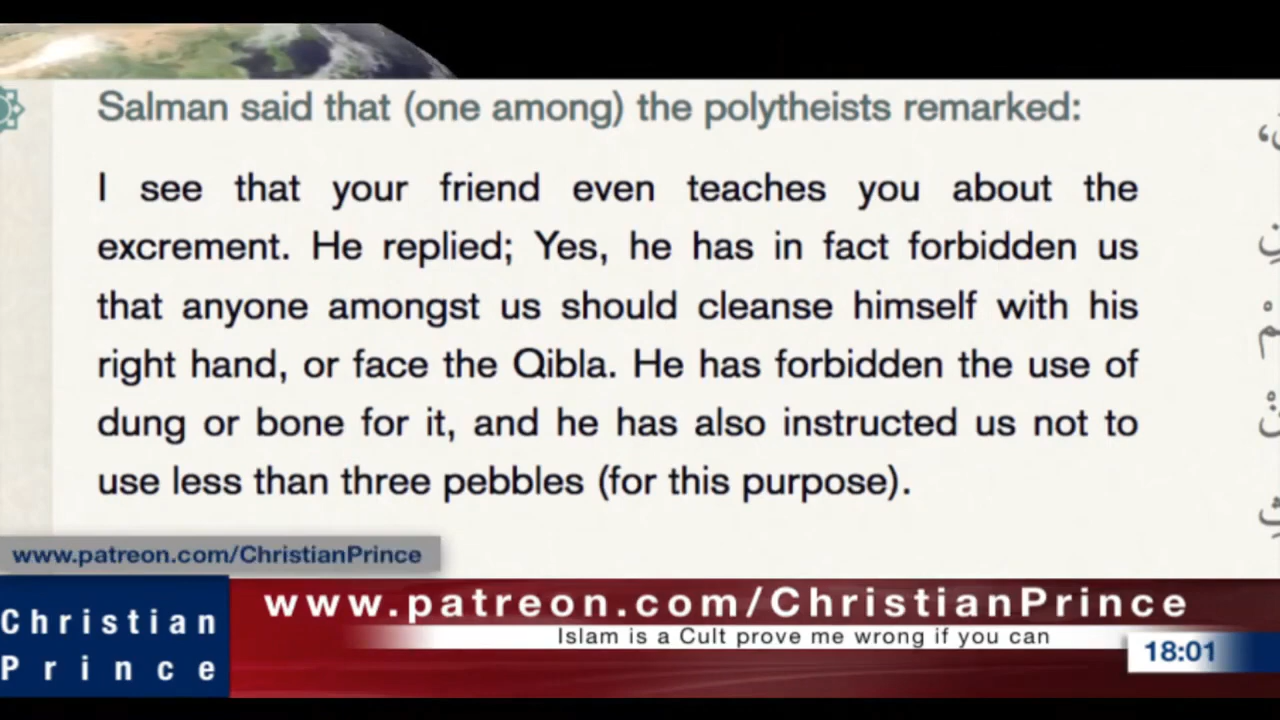 Salman said that (one among) the polytheists remarked:
I see that your friend even teaches you about the
excrement. He replied; Yes, he has in fact forbidden us
that anyone amongst us should cleanse himself with his
right hand, or face the Qibla. He has forbidden the use of
dung or bone for it, and he has also instructed us not to
use less than three pebbles (for this purpose).
www.patreon.com/ChristianPrince
Christian
Prince
www.patreon.com/ChristianPrince
Islam is a Cult prove me wrong if you can
18:01